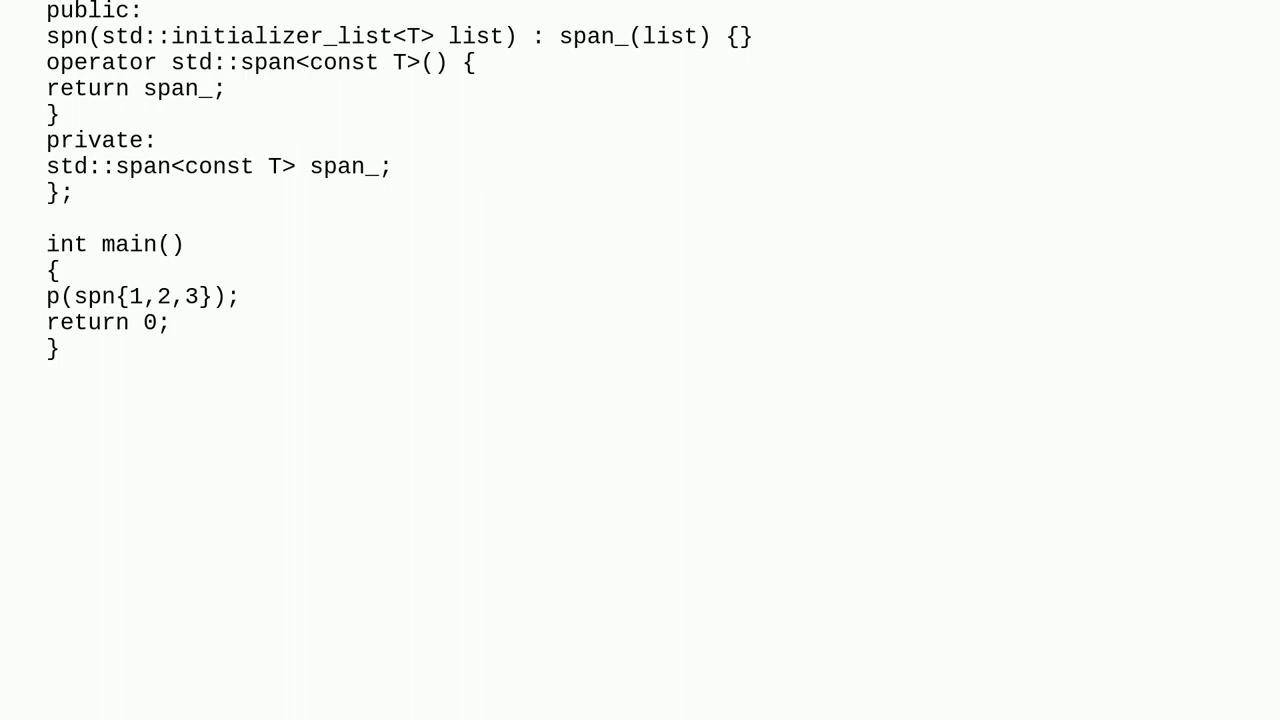 public:
spn(std::initializer_list<T> list) : span_(list) {}
operator std::span<const T>() {
return span_;
}
private:
std::span<const T> span_;
};

int main()
{
p(spn{1,2,3});
return 0;
}